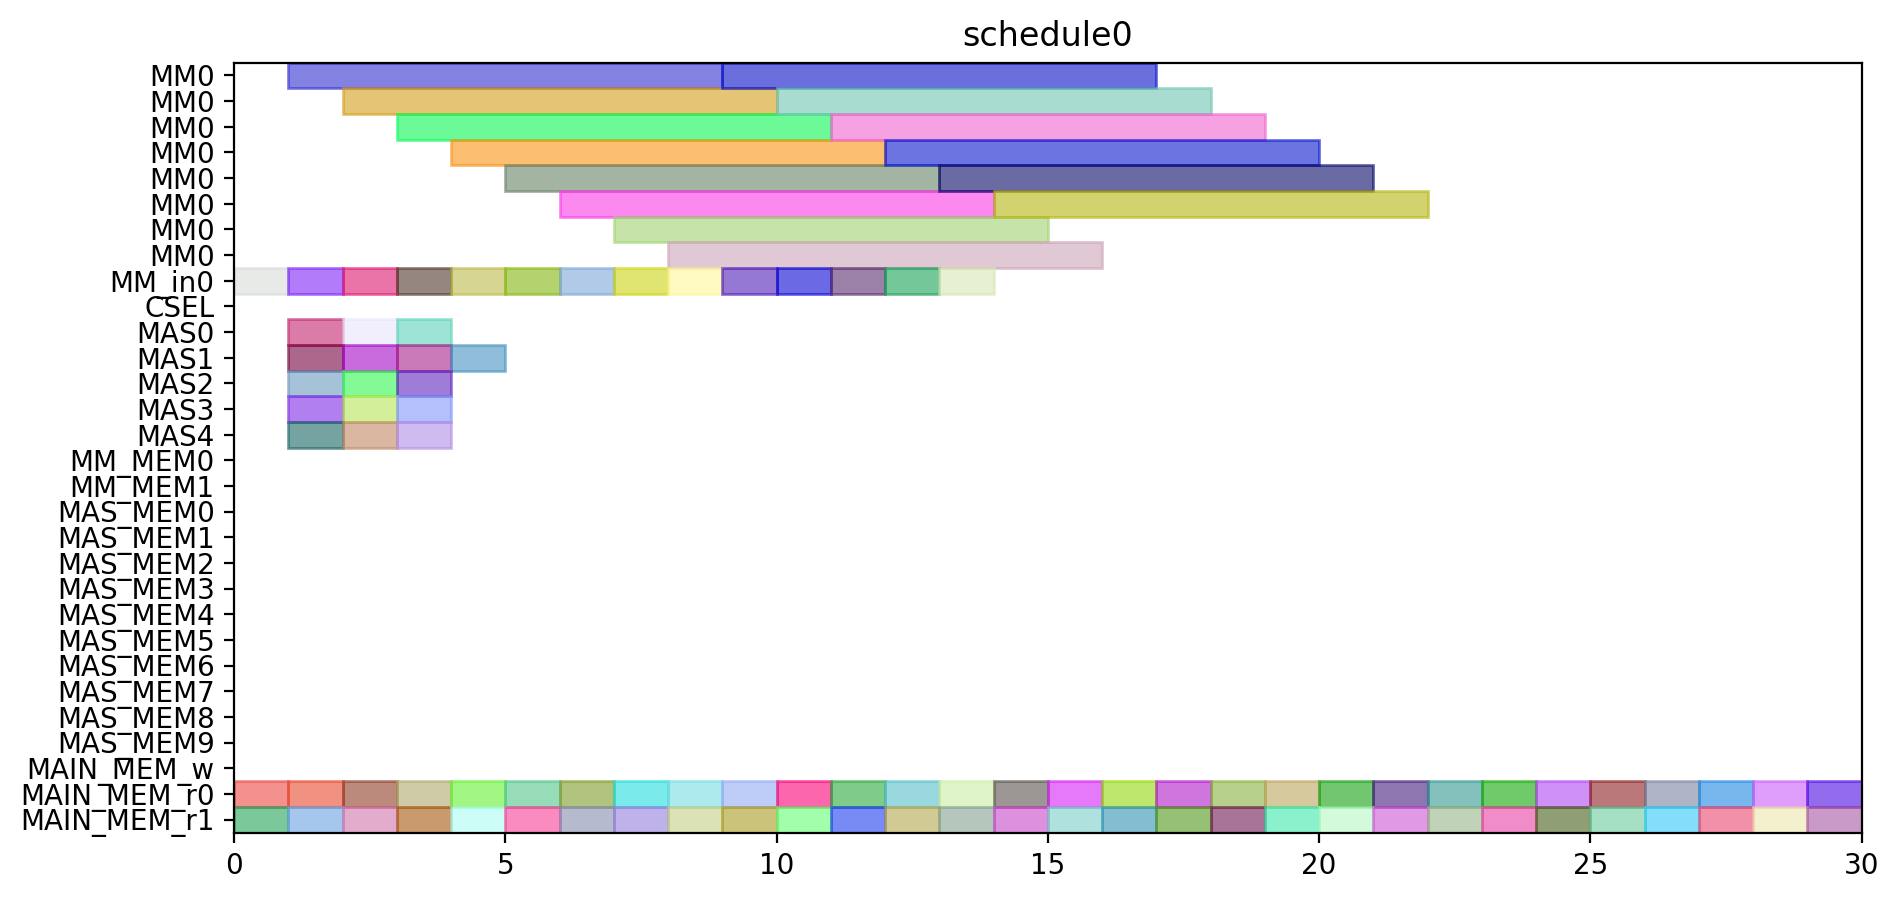 schedule0
MM0
MM0
MM0
MM0
MM0
MM0
MM0
MM0
MM_in0
CSEL
MAS0
MAS1
MAS2
MAS3
MAS4
MM_MEM0
MM_MEM1
MAS_MEM0
MAS_MEM1
MAS_MEM2
MAS_MEM3
MAS_MEM4
MAS_MEM5
MAS_MEM6
MAS_MEM7
MAS_MEM8
MAS_MEM9
MAIN_MEM_w
MAIN_MEM_r0
MAIN_MEM_r1
0 5 10 15 20 25 30